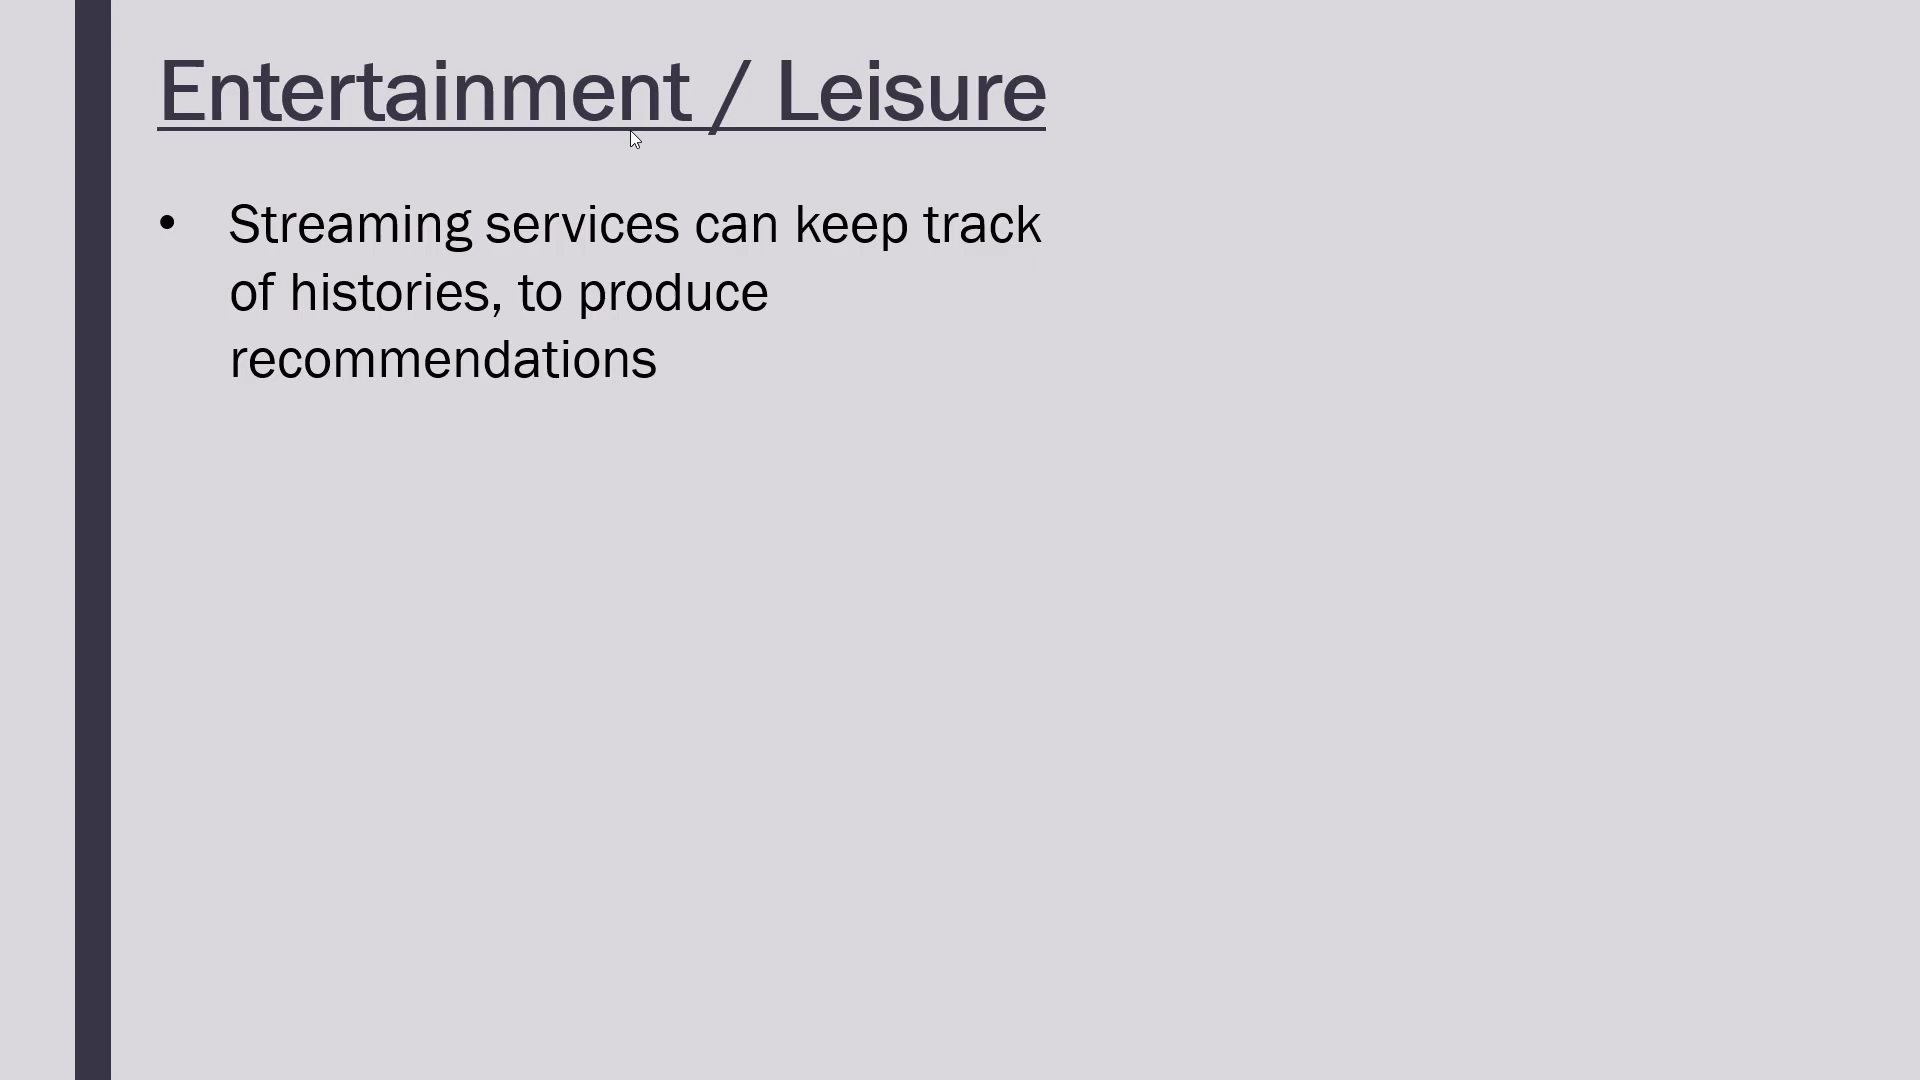 Entertainment / Leisure
• Streaming services can keep track
of histories, to produce
recommendations